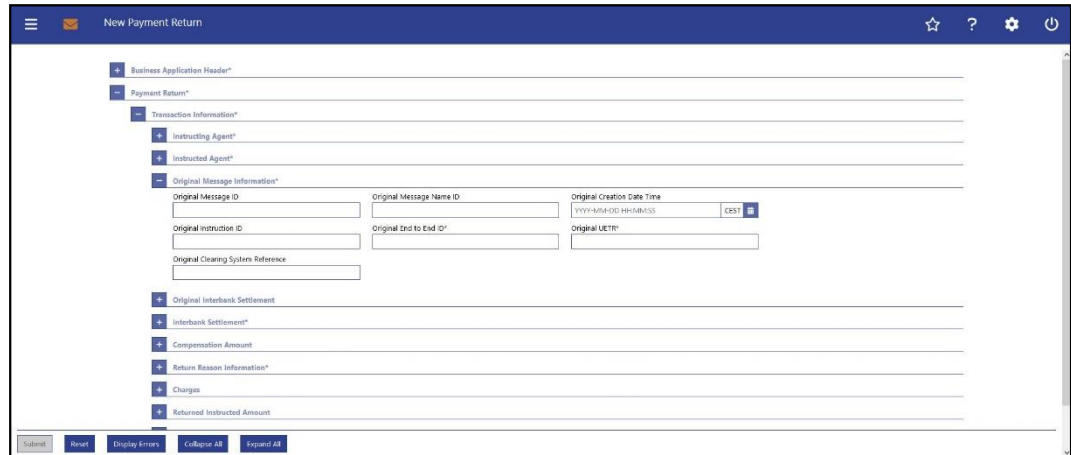 New Payment Return
?
Business Application Header*
Payment Return*
Transaction Information*
Instructing Agent*
Instructed Agent*
Original Message Information*
Original Message ID Original Message Name ID Original Creation Date Time
YYYY-MM-DD HH:MM:SS CEST
Original Instruction ID Original End to End ID* Original UETR*
Original Clearing System Reference
Original Interbank Settlement
Interbank Settlement*
Compensation Amount
Return Reason Information*
Charges
Returned Instructed Amount
Submit Reset Display Errors Collapse All Expand All